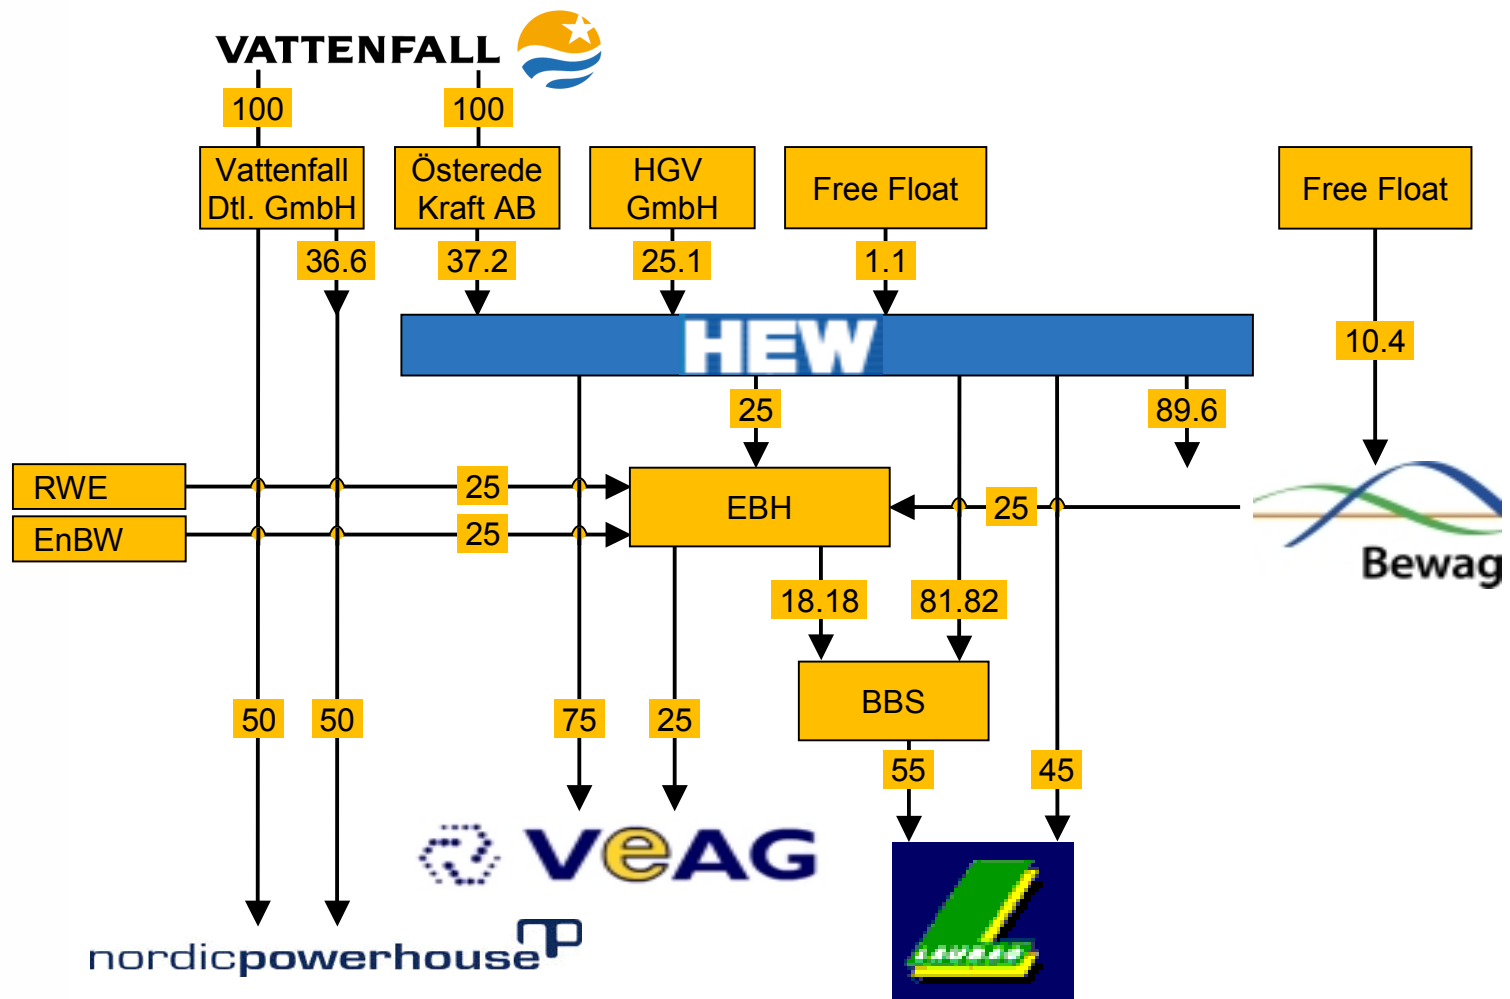 VATTENFALL
100
100
Vattenfall
Dtl. GmbH
Österede
Kraft AB
HGV
GmbH
Free Float
Free Float
36.6
37.2
25.1
1.1
HEW
10.4
25
89.6
RWE
25
EBH
25
EnBW
25
Bewag
18.18
81.82
BBS
50
50
75
25
55
45
VeAG
LAUBAG
nordicpowerhouse